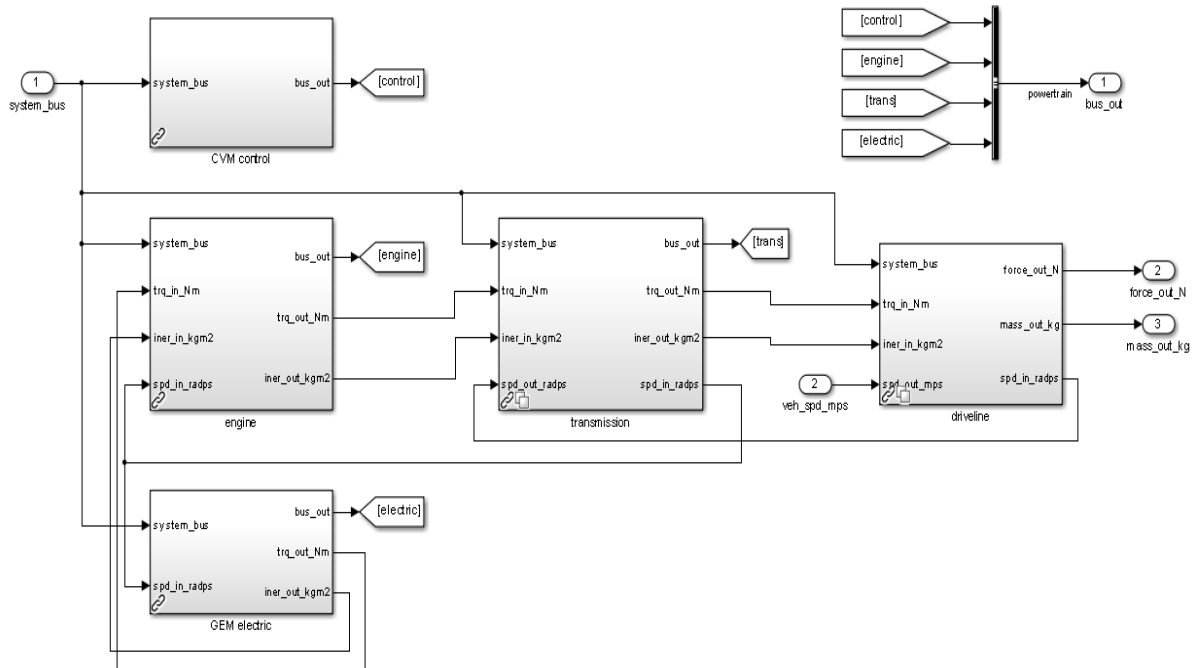 [control]
[engine]
[trans]
[electric]
powertrain
1
bus_out
1
system_bus
system_bus
bus_out
[control]
CVM control
system_bus
trq_in_Nm
iner_in_kgm2
spd_in_radps
bus_out
trq_out_Nm
iner_out_kgm2
[engine]
engine
system_bus
trq_in_Nm
iner_in_kgm2
spd_out_radps
bus_out
trq_out_Nm
iner_out_kgm2
spd_in_radps
[trans]
transmission
2
veh_spd_mps
system_bus
trq_in_Nm
iner_in_kgm2
spd_out_mps
force_out_N
mass_out_kg
spd_in_radps
driveline
2
force_out_N
3
mass_out_kg
system_bus
spd_in_radps
bus_out
trq_out_Nm
iner_out_kgm2
[electric]
GEM electric